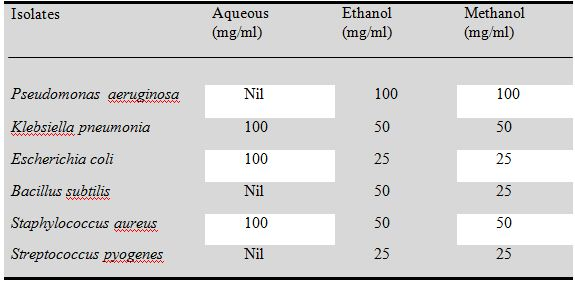 Isolates Aqueous Ethanol Methanol
(mg/ml) (mg/ml) (mg/ml)
Pseudomonas aeruginosa Nil 100 100
Klebsiella pneumonia 100 50 50
Escherichia coli 100 25 25
Bacillus subtilis Nil 50 25
Staphylococcus aureus 100 50 50
Streptococcus pyogenes Nil 25 25